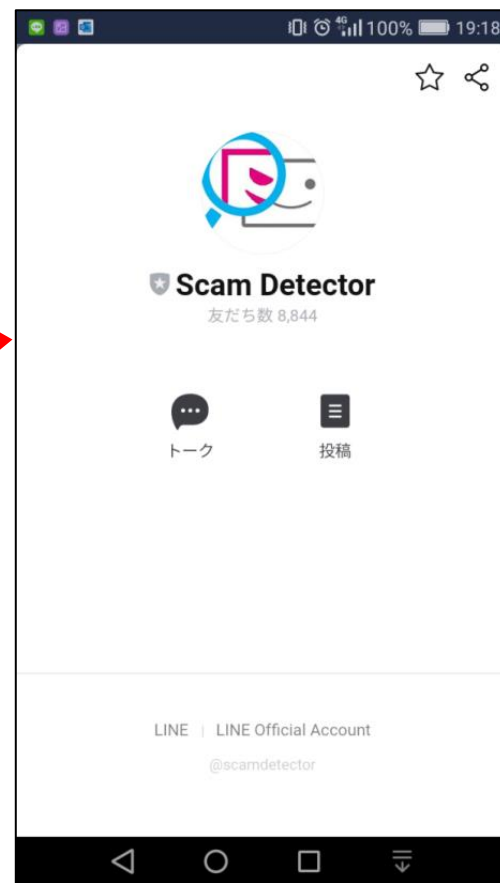 4G 100% 19:18
Scam Detector
友だち数 8,844
トーク 投稿
LINE | LINE Official Account
@scamdetector